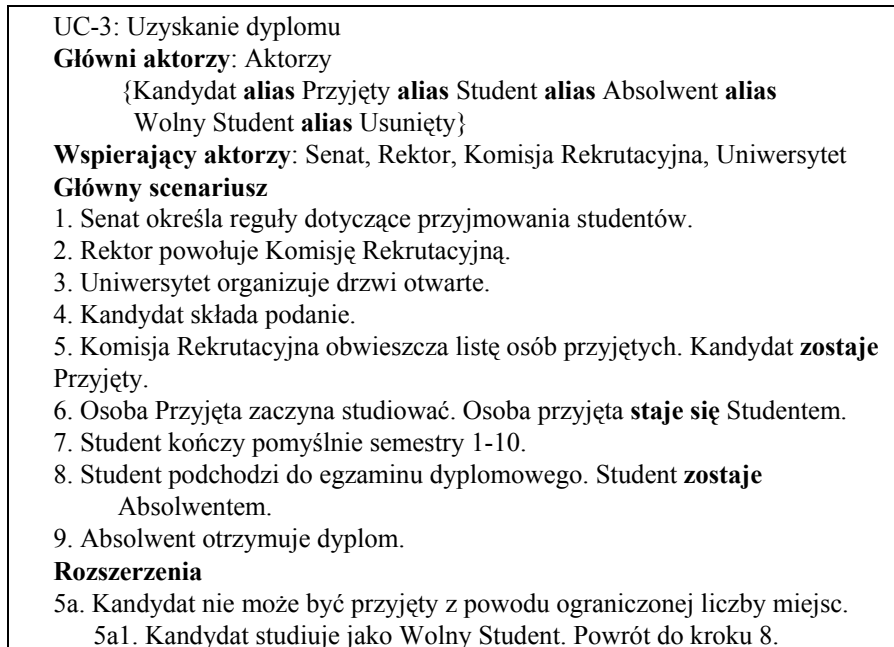 UC-3: Uzyskanie dyplomu
Główni aktorzy: Aktorzy
{Kandydat alias Przyjęty alias Student alias Absolwent alias
Wolny Student alias Usunięty}
Wspierający aktorzy: Senat, Rektor, Komisja Rekrutacyjna, Uniwersytet
Główny scenariusz
1. Senat określa reguły dotyczące przyjmowania studentów.
2. Rektor powołuje Komisję Rekrutacyjną.
3. Uniwersytet organizuje drzwi otwarte.
4. Kandydat składa podanie.
5. Komisja Rekrutacyjna obwieszcza listę osób przyjętych. Kandydat zostaje
Przyjęty.
6. Osoba Przyjęta zaczyna studiować. Osoba przyjęta staje się Studentem.
7. Student kończy pomyślnie semestry 1-10.
8. Student podchodzi do egzaminu dyplomowego. Student zostaje
Absolwentem.
9. Absolwent otrzymuje dyplom.
Rozszerzenia
5a. Kandydat nie może być przyjęty z powodu ograniczonej liczby miejsc.
5a1. Kandydat studiuje jako Wolny Student. Powrót do kroku 8.